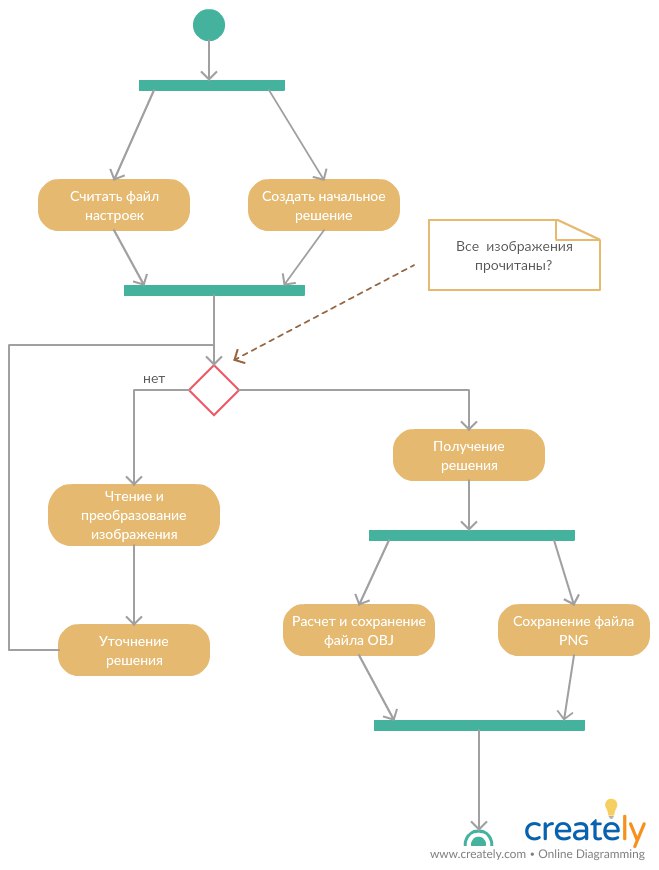 Считать файл
настроек
Создать начальное
решение
Все изображения
прочитаны?
нет
Получение
решения
Чтение и
преобразование
изображения
Расчет и сохранение
файла OBJ
Сохранение файла
PNG
Уточнение
решения
creately
www.creately.com • Online Diagramming